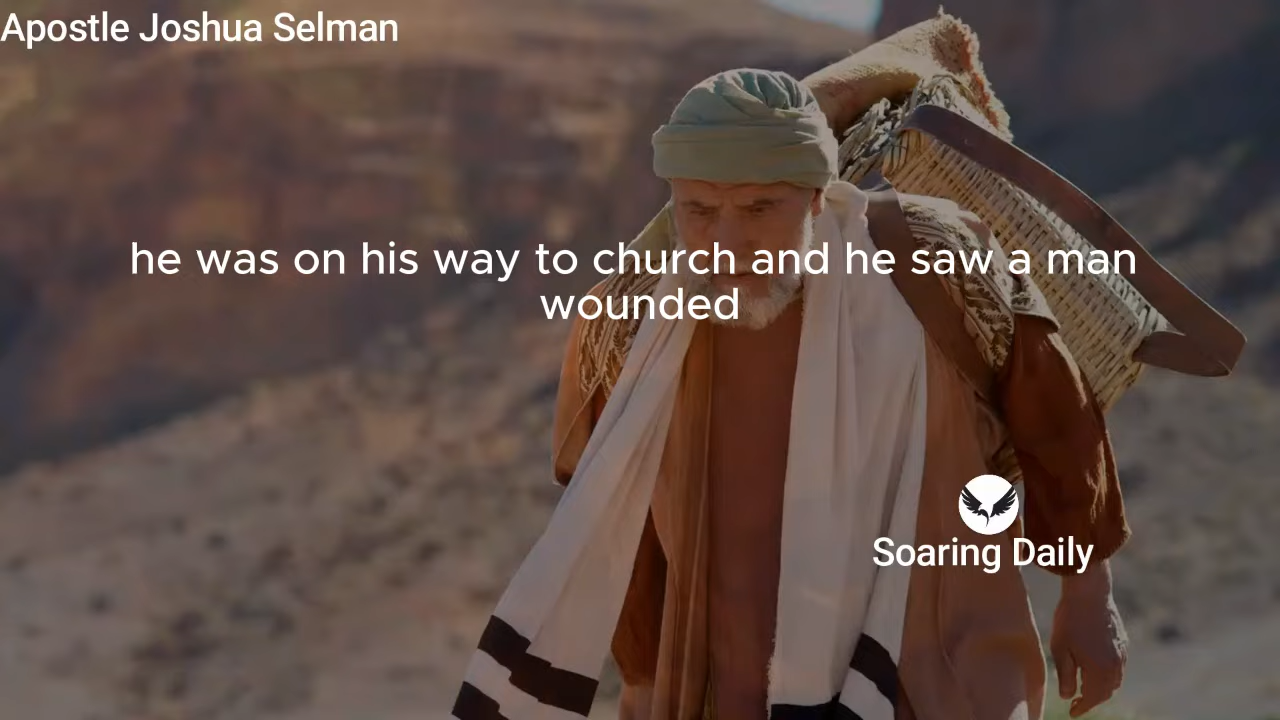 Apostle Joshua Selman
he was on his way to church and he saw a man
wounded
Soaring Daily